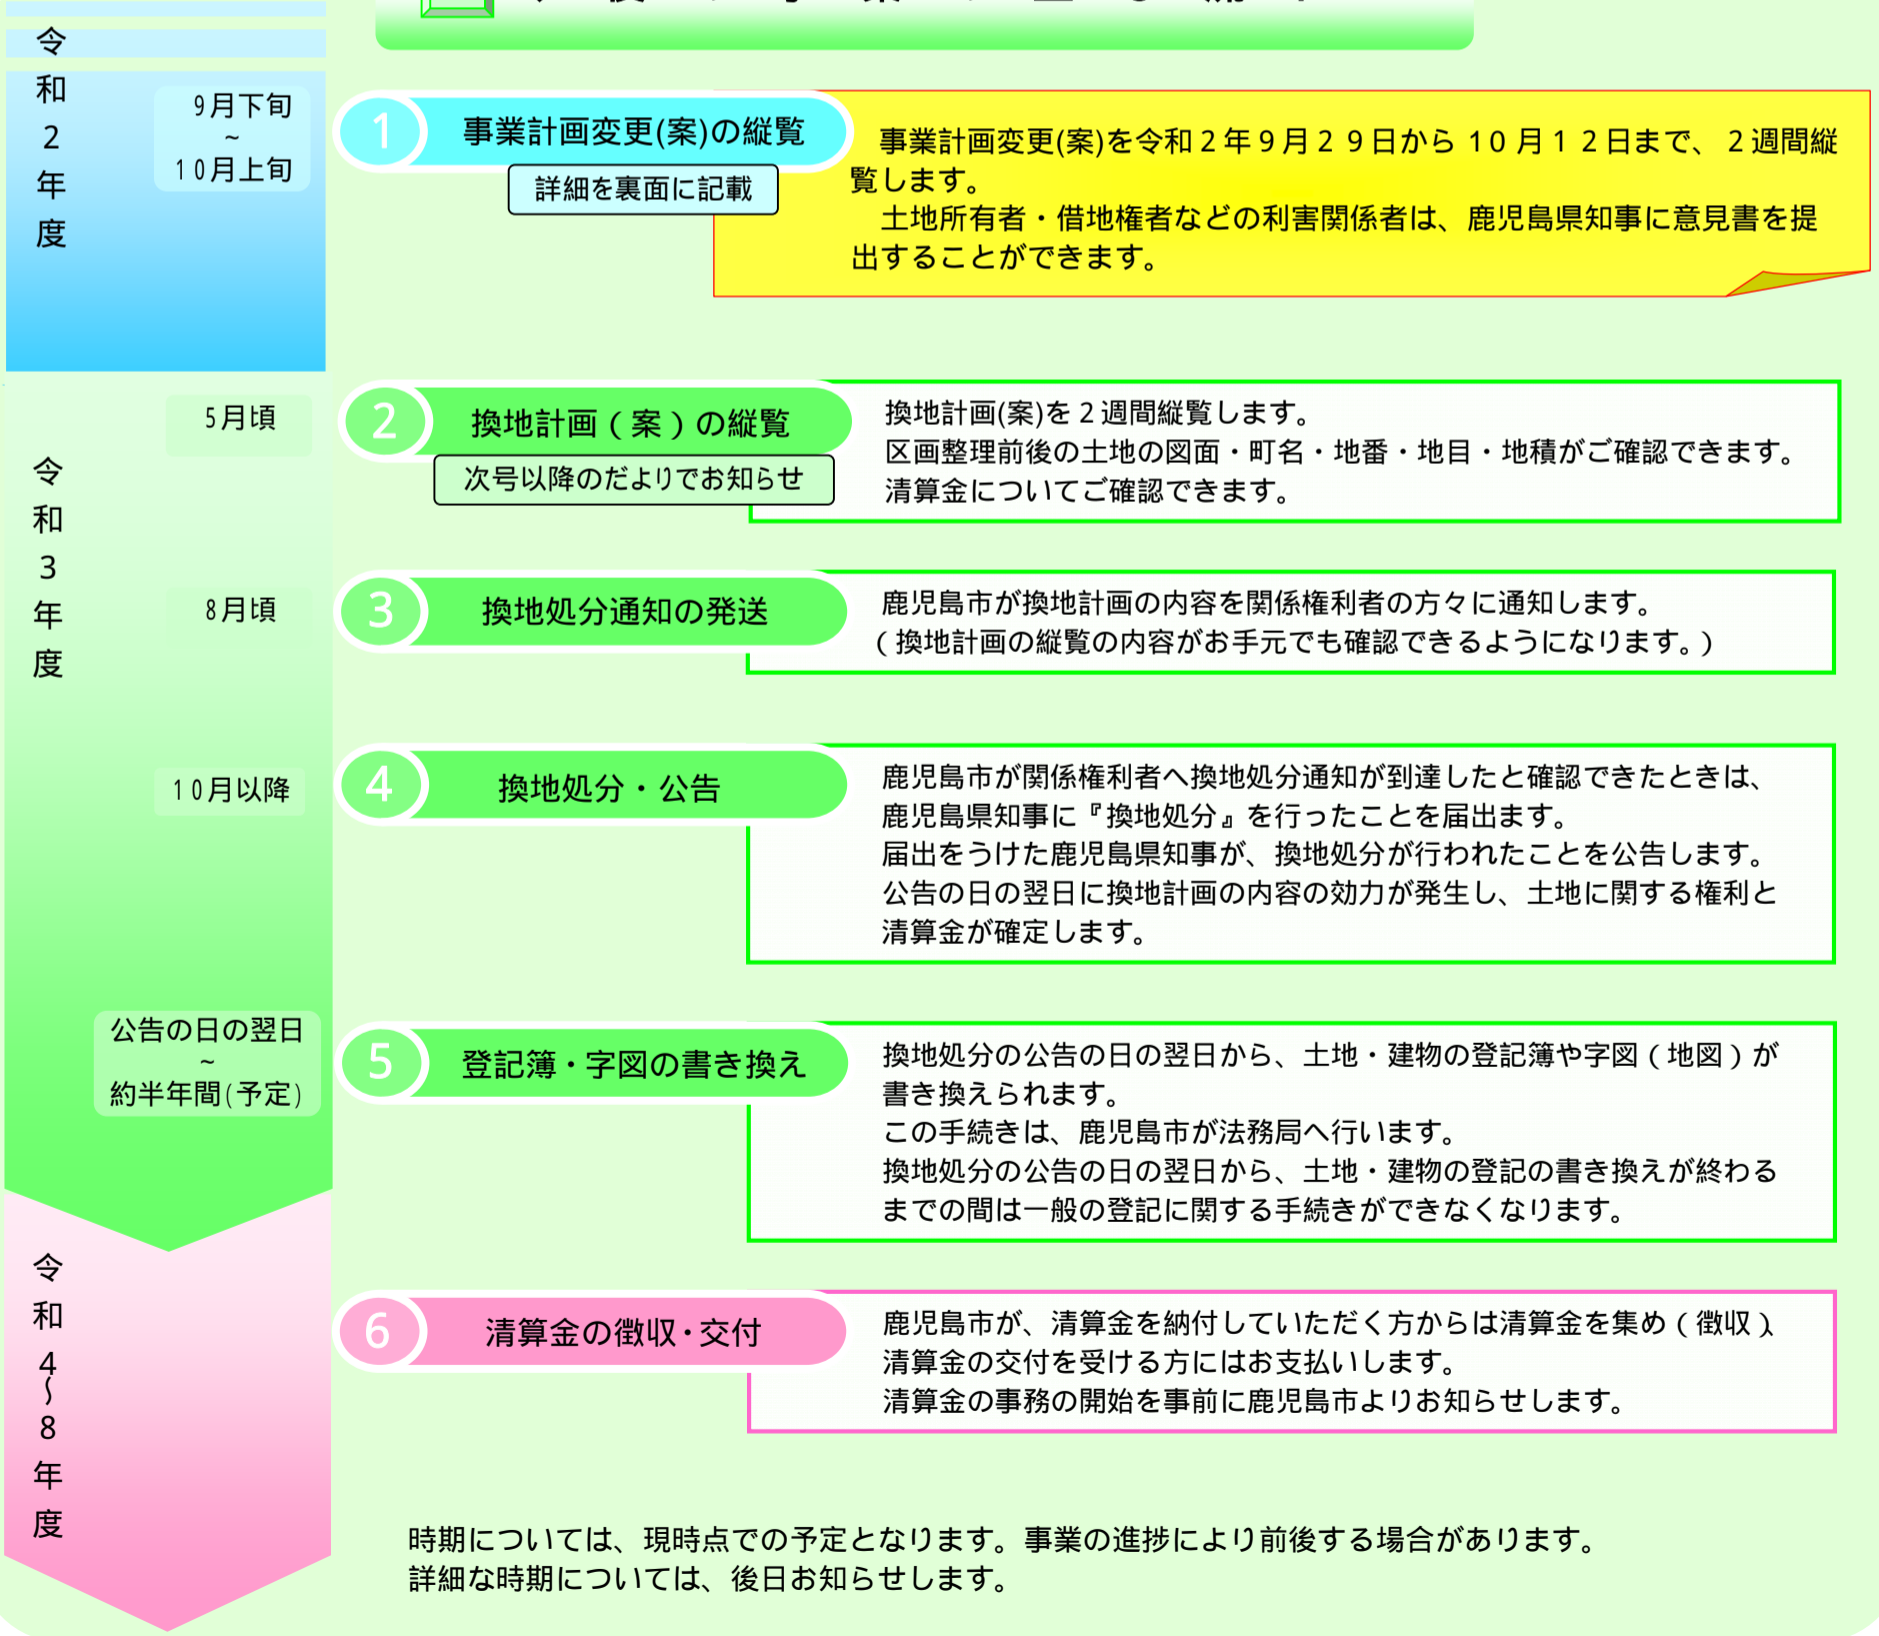 令和２年度
9月下旬
~
10月上旬
1
事業計画変更(案)の縦覧
詳細を裏面に記載
事業計画変更(案)を令和２年９月２９日から 10 月１２日まで、２週間縦
覧します。
土地所有者・借地権者などの利害関係者は、鹿児島県知事に意見書を提
出することができます。
令和３年度
5月頃
2
換地計画（案）の縦覧
次号以降のだよりでお知らせ
換地計画(案)を２週間縦覧します。
区画整理前後の土地の図面・町名・地番・地目・地積がご確認できます。
清算金についてご確認できます。
8月頃
3
換地処分通知の発送
鹿児島市が換地計画の内容を関係権利者の方々に通知します。
（換地計画の縦覧の内容がお手元でも確認できるようになります。）
10月以降
4
換地処分・公告
鹿児島市が関係権利者へ換地処分通知が到達したと確認できたときは、
鹿児島県知事に『換地処分』を行ったことを届出ます。
届出をうけた鹿児島県知事が、換地処分が行われたことを公告します。
公告の日の翌日に換地計画の内容の効力が発生し、土地に関する権利と
清算金が確定します。
公告の日の翌日
~
約半年間(予定)
5
登記簿・字図の書き換え
換地処分の公告の日の翌日から、土地・建物の登記簿や字図（地図）が
書き換えられます。
この手続きは、鹿児島市が法務局へ行います。
換地処分の公告の日の翌日から、土地・建物の登記の書き換えが終わる
までの間は一般の登記に関する手続きができなくなります。
令和４～８年度
6
清算金の徴収・交付
鹿児島市が、清算金を納付していただく方からは清算金を集め（徴収）、
清算金の交付を受ける方にはお支払いします。
清算金の事務の開始を事前に鹿児島市よりお知らせします。
時期については、現時点での予定となります。事業の進捗により前後する場合があります。
詳細な時期については、後日お知らせします。